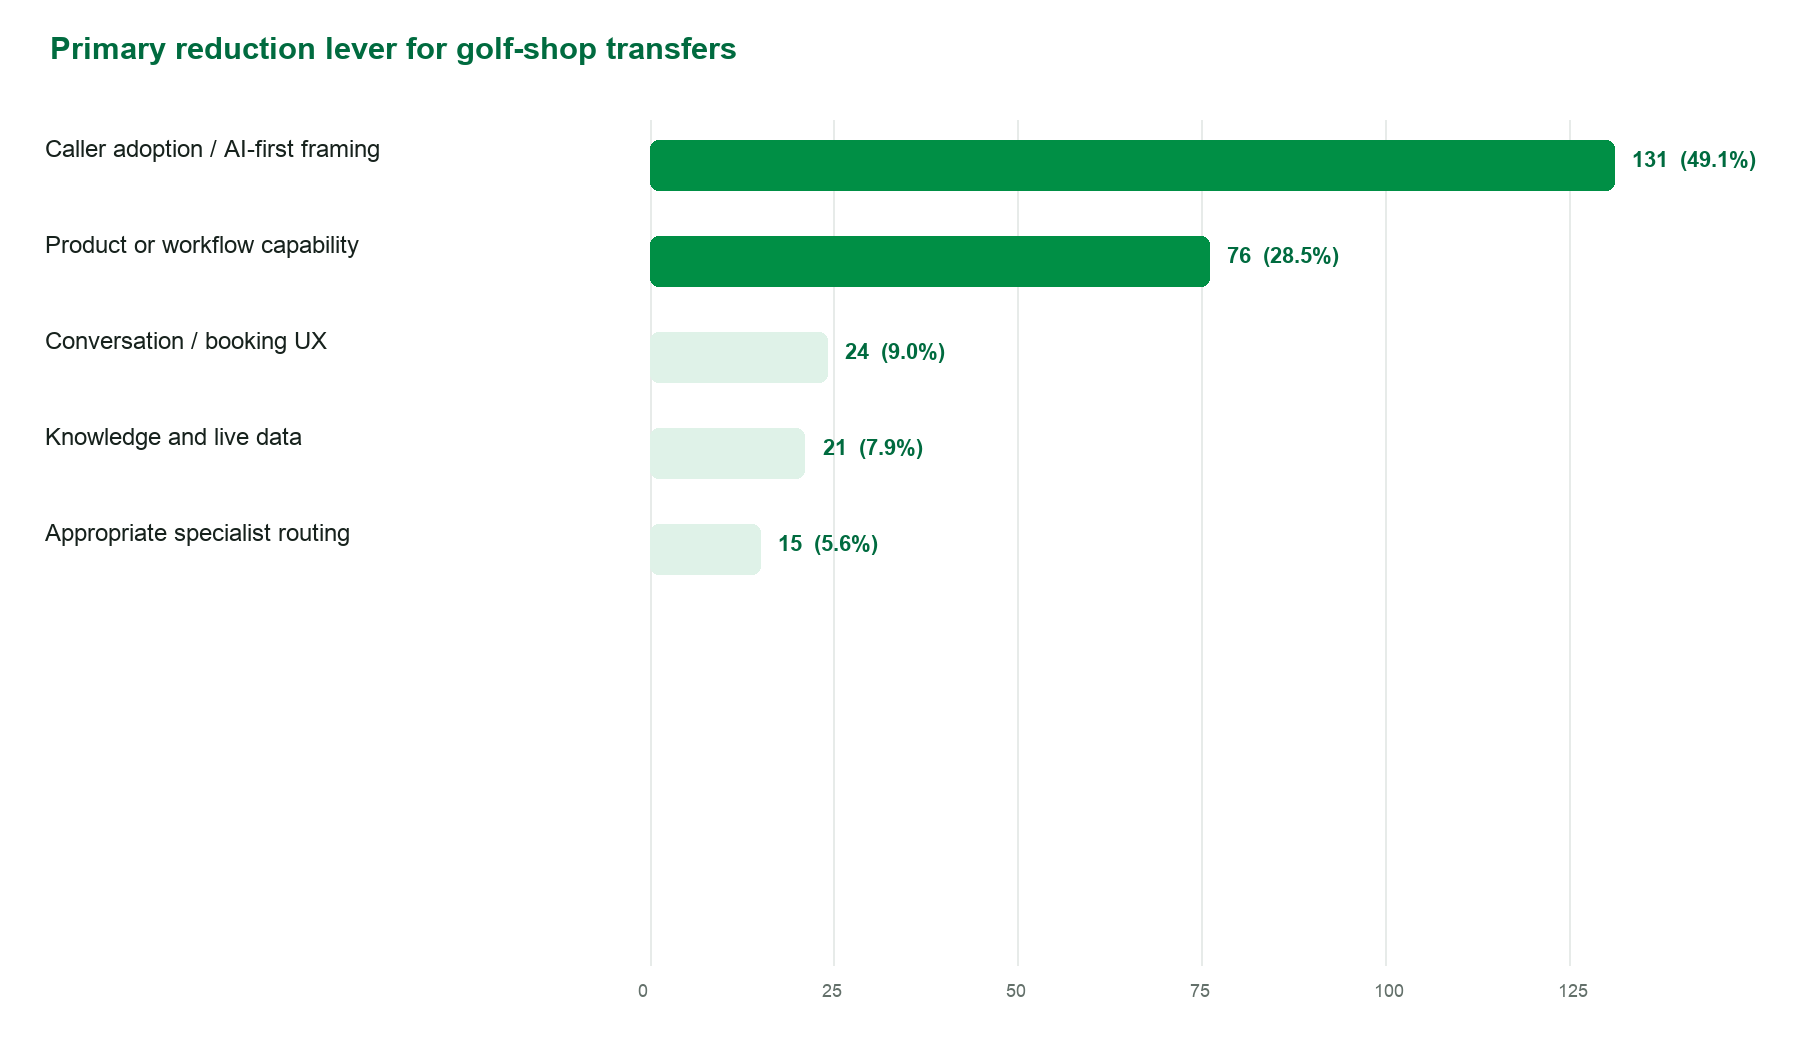 Primary reduction lever for golf-shop transfers
Caller adoption / AI-first framing
131 (49.1%)
Product or workflow capability
76 (28.5%)
Conversation / booking UX
24 (9.0%)
Knowledge and live data
21 (7.9%)
Appropriate specialist routing
15 (5.6%)
0 25 50 75 100 125